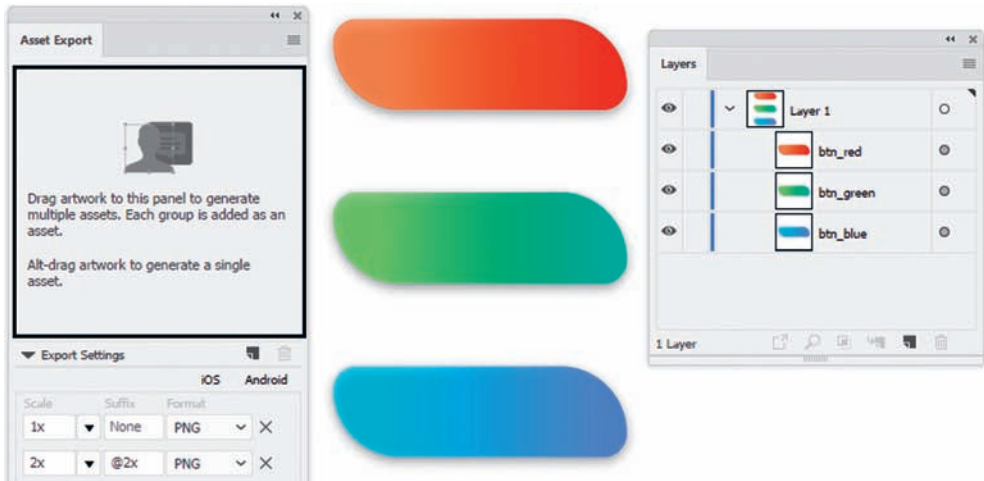 Asset Export
Drag artwork to this panel to generate
multiple assets. Each group is added as an
asset.
Alt-drag artwork to generate a single
asset.
Export Settings
iOS Android
Scale Suffix Format
1x None PNG
2x @2x PNG
Layers
Layer 1
btn_red
btn_green
btn_blue
1 Layer